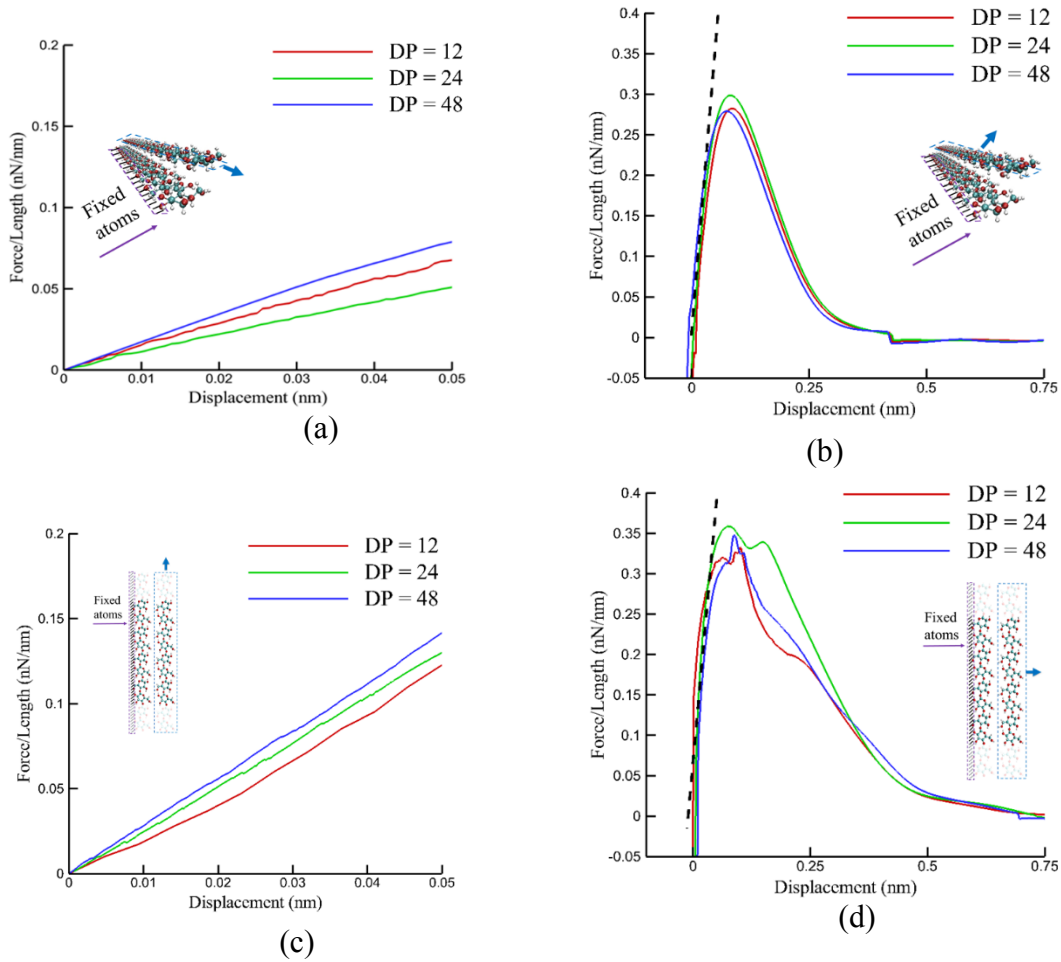 DP = 12
DP = 24
DP = 48
0.2
0.15
0.1
0.05
0
Fixed
atoms
Force/Length (nN/nm)
0
0.01
0.02
0.03
0.04
0.05
Displacement (nm)
(a)
DP = 12
DP = 24
DP = 48
0.4
0.35
0.3
0.25
0.2
0.15
0.1
0.05
0
-0.05
Fixed
atoms
Force/Length (nN/nm)
0
0.25
0.5
0.75
Displacement (nm)
(b)
DP = 12
DP = 24
DP = 48
0.2
0.15
0.1
0.05
0
Fixed
atoms
Force/Length (nN/nm)
0
0.01
0.02
0.03
0.04
0.05
Displacement (nm)
(c)
DP = 12
DP = 24
DP = 48
0.4
0.35
0.3
0.25
0.2
0.15
0.1
0.05
0
-0.05
Fixed
atoms
Force/Length (nN/nm)
0
0.25
0.5
0.75
Displacement (nm)
(d)